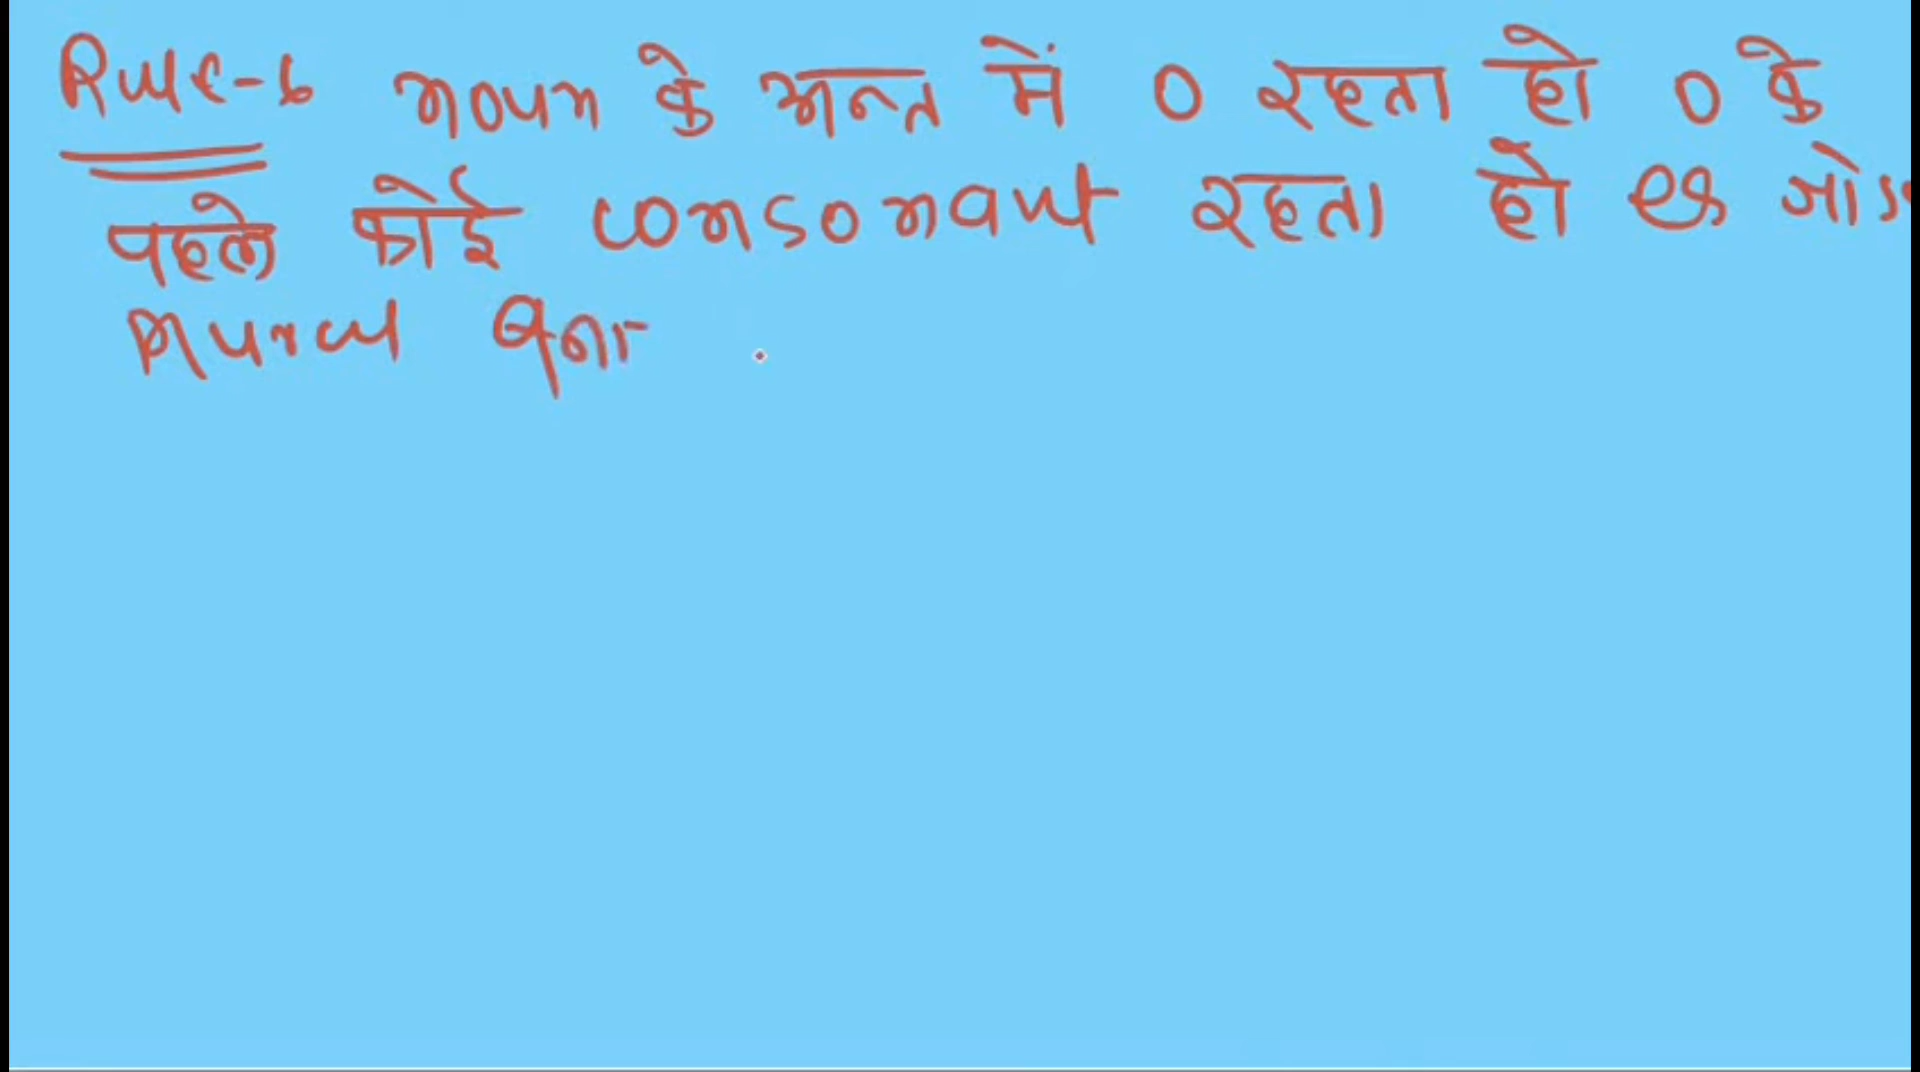 Rule-6 noun के अन्त में o रहता हो o के
पहले कोई consonant रहता हो es जोड़
plural बना